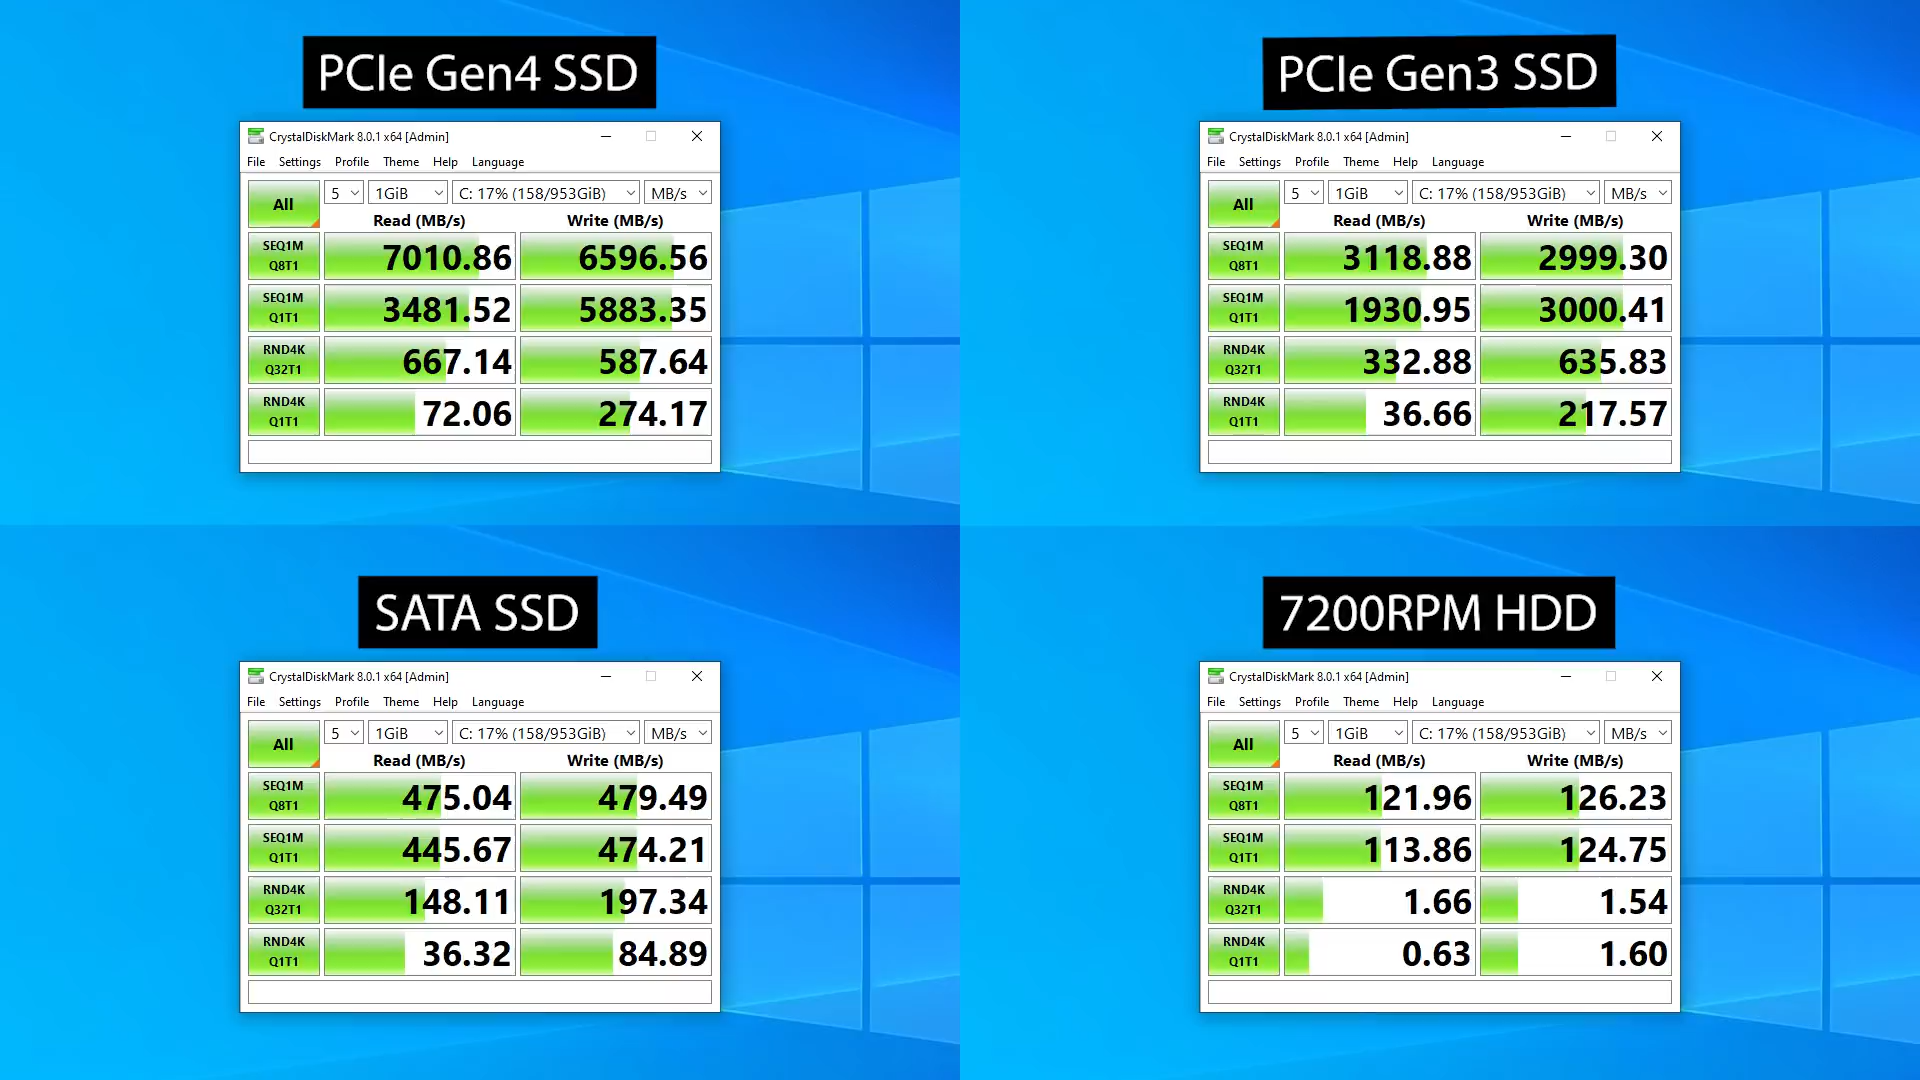 PCIe Gen4 SSD
CrystalDiskMark 8.0.1 x64 [Admin]
File Settings Profile Theme Help Language
All 5 1GiB C: 17% (158/953GiB) MB/s
Read (MB/s) Write (MB/s)
SEQ1M Q8T1 7010.86 6596.56
SEQ1M Q1T1 3481.52 5883.35
RND4K Q32T1 667.14 587.64
RND4K Q1T1 72.06 274.17
PCIe Gen3 SSD
CrystalDiskMark 8.0.1 x64 [Admin]
File Settings Profile Theme Help Language
All 5 1GiB C: 17% (158/953GiB) MB/s
Read (MB/s) Write (MB/s)
SEQ1M Q8T1 3118.88 2999.30
SEQ1M Q1T1 1930.95 3000.41
RND4K Q32T1 332.88 635.83
RND4K Q1T1 36.66 217.57
SATA SSD
CrystalDiskMark 8.0.1 x64 [Admin]
File Settings Profile Theme Help Language
All 5 1GiB C: 17% (158/953GiB) MB/s
Read (MB/s) Write (MB/s)
SEQ1M Q8T1 475.04 479.49
SEQ1M Q1T1 445.67 474.21
RND4K Q32T1 148.11 197.34
RND4K Q1T1 36.32 84.89
7200RPM HDD
CrystalDiskMark 8.0.1 x64 [Admin]
File Settings Profile Theme Help Language
All 5 1GiB C: 17% (158/953GiB) MB/s
Read (MB/s) Write (MB/s)
SEQ1M Q8T1 121.96 126.23
SEQ1M Q1T1 113.86 124.75
RND4K Q32T1 1.66 1.54
RND4K Q1T1 0.63 1.60